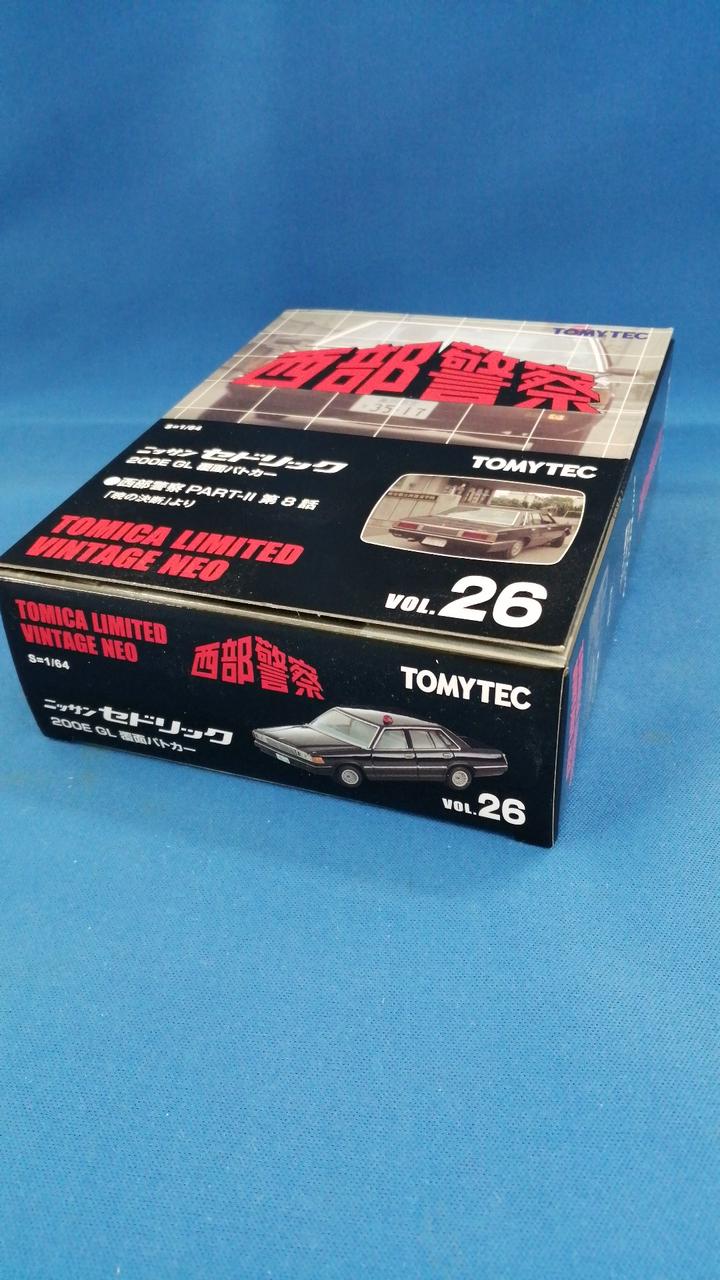 TOMYTEC
西部警察
35-17
S=1/64
ニッサン セドリック
200E GL 覆面パトカー
TOMYTEC
●西部警察 PART-II 第8話
「暁の決断」より
TOMICA LIMITED
VINTAGE NEO
VOL.26
TOMICA LIMITED
VINTAGE NEO
S=1/64
西部警察
TOMYTEC
ニッサン セドリック
200E GL 覆面パトカー
VOL.26